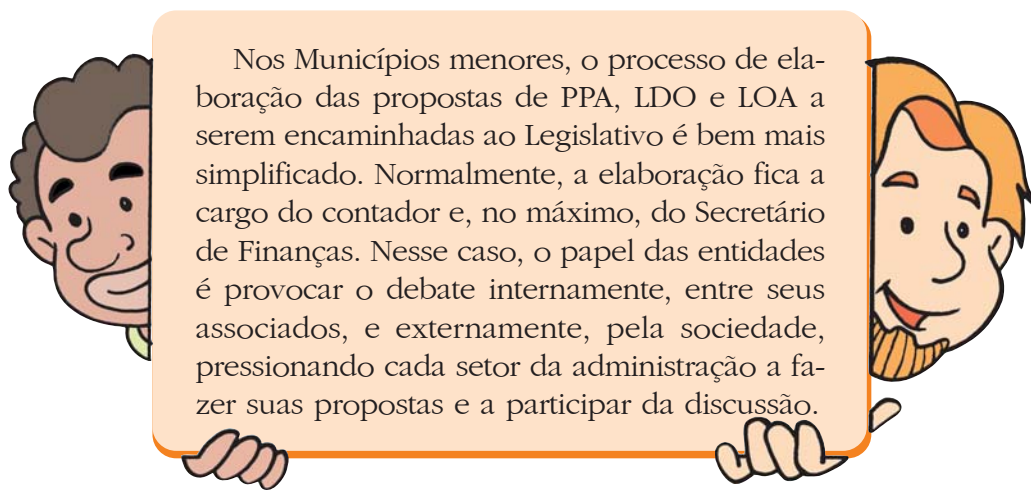 Nos Municípios menores, o processo de ela-
boração das propostas de PPA, LDO e LOA a
serem encaminhadas ao Legislativo é bem mais
simplificado. Normalmente, a elaboração fica a
cargo do contador e, no máximo, do Secretário
de Finanças. Nesse caso, o papel das entidades
é provocar o debate internamente, entre seus
associados, e externamente, pela sociedade,
pressionando cada setor da administração a fa-
zer suas propostas e a participar da discussão.